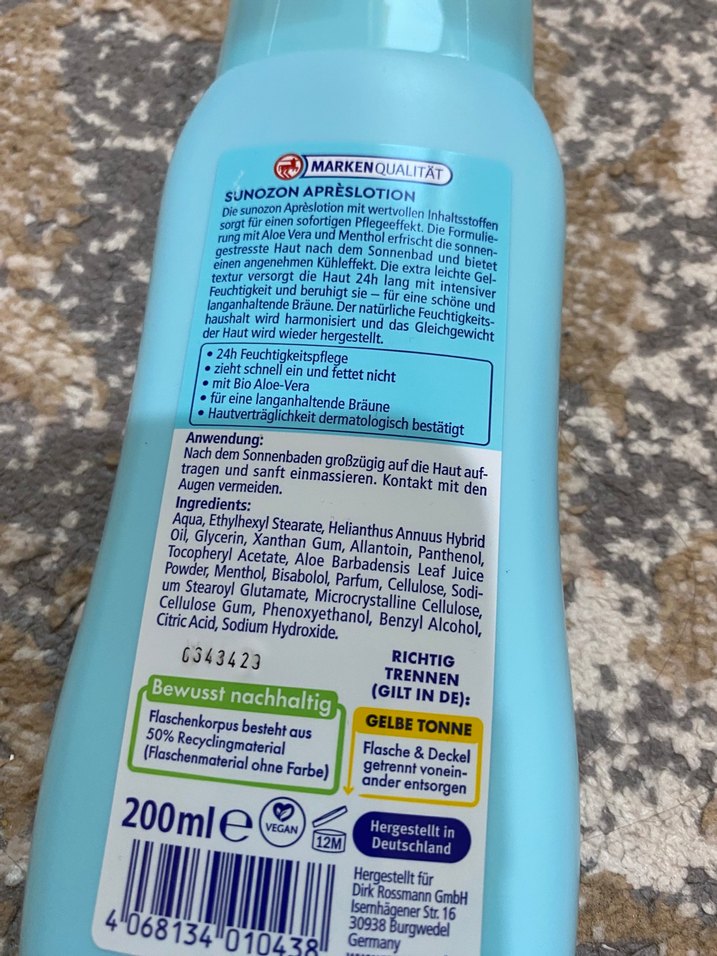 MARKENQUALITÄT
SUNOZON APRÈSLOTION
Die sunozon Aprèslotion mit wertvollen Inhaltsstoffen
sorgt für einen sofortigen Pflegeeffekt. Die Formulie-
rung mit Aloe Vera und Menthol erfrischt die sonnen-
gestresste Haut nach dem Sonnenbad und bietet
einen angenehmen Kühleffekt. Die extra leichte Gel-
textur versorgt die Haut 24h lang mit intensiver
Feuchtigkeit und beruhigt sie – für eine schöne und
langanhaltende Bräune. Der natürliche Feuchtigkeits-
haushalt wird harmonisiert und das Gleichgewicht
der Haut wird wieder hergestellt.
• 24h Feuchtigkeitspflege
• zieht schnell ein und fettet nicht
• mit Bio Aloe-Vera
• für eine langanhaltende Bräune
• Hautverträglichkeit dermatologisch bestätigt
Anwendung:
Nach dem Sonnenbaden großzügig auf die Haut auf-
tragen und sanft einmassieren. Kontakt mit den
Augen vermeiden.
Ingredients:
Aqua, Ethylhexyl Stearate, Helianthus Annuus Hybrid
Oil, Glycerin, Xanthan Gum, Allantoin, Panthenol,
Tocopheryl Acetate, Aloe Barbadensis Leaf Juice
Powder, Menthol, Bisabolol, Parfum, Cellulose, Sodi-
um Stearoyl Glutamate, Microcrystalline Cellulose,
Cellulose Gum, Phenoxyethanol, Benzyl Alcohol,
Citric Acid, Sodium Hydroxide.
0343423
Bewusst nachhaltig
Flaschenkorpus besteht aus
50% Recyclingmaterial
(Flaschenmaterial ohne Farbe)
RICHTIG
TRENNEN
(GILT IN DE):
GELBE TONNE
Flasche & Deckel
getrennt vonein-
ander entsorgen
200ml e
VEGAN
12M
Hergestellt in
Deutschland
4 068134 010438
Hergestellt für
Dirk Rossmann GmbH
Isernhägener Str. 16
30938 Burgwedel
Germany